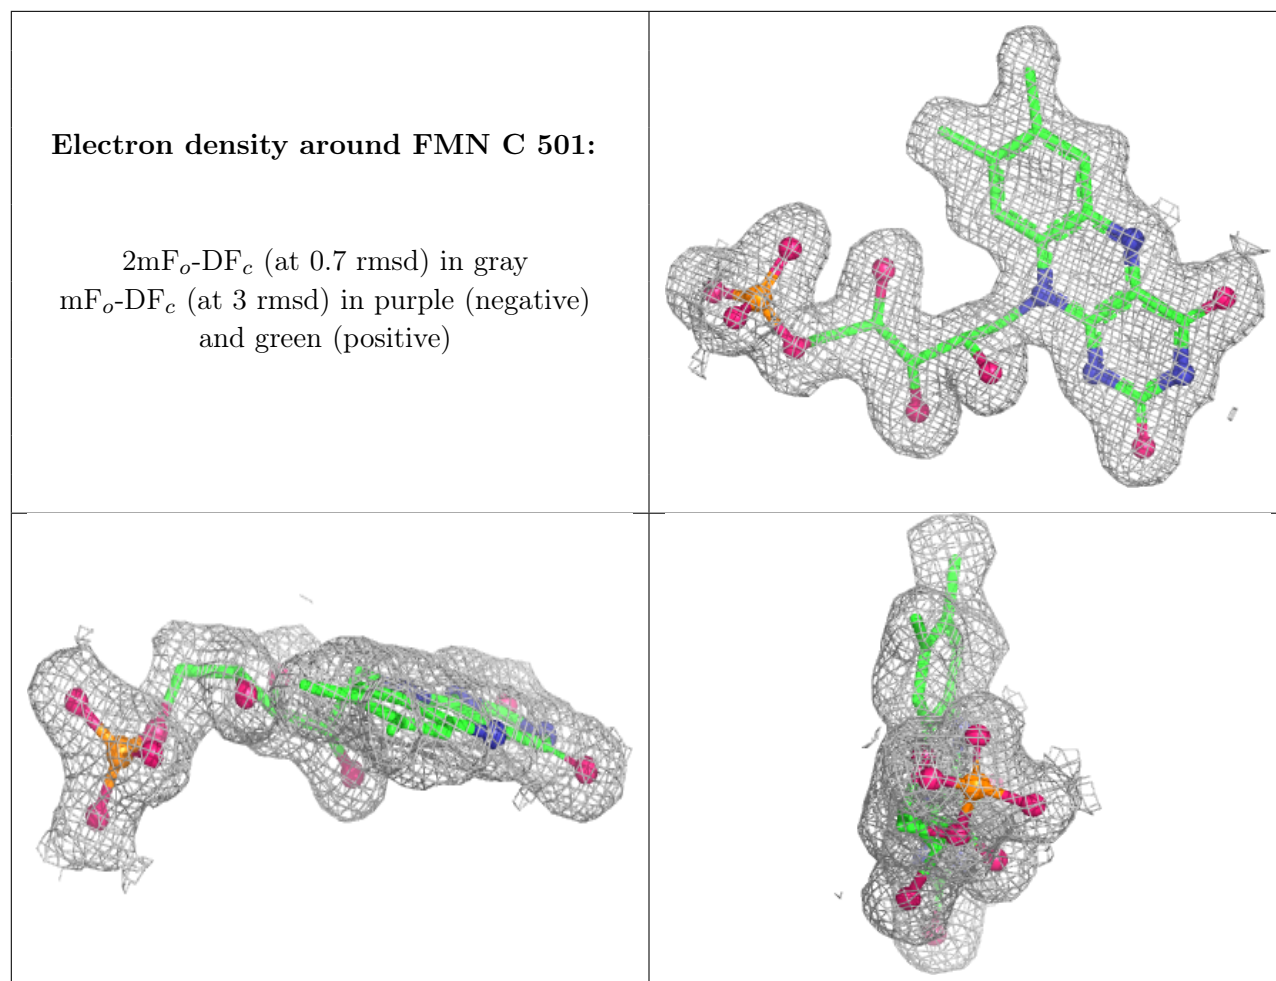 Electron density around FMN C 501:
2mFo-DFc (at 0.7 rmsd) in gray
mFo-DFc (at 3 rmsd) in purple (negative)
and green (positive)